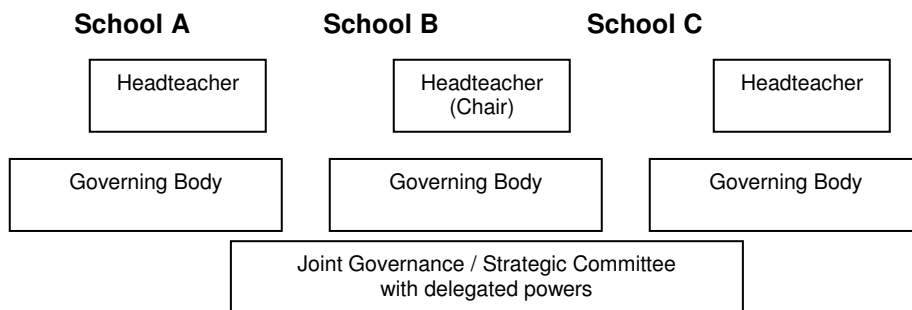 School A School B School C
Headteacher Headteacher (Chair) Headteacher
Governing Body Governing Body Governing Body
Joint Governance / Strategic Committee
with delegated powers